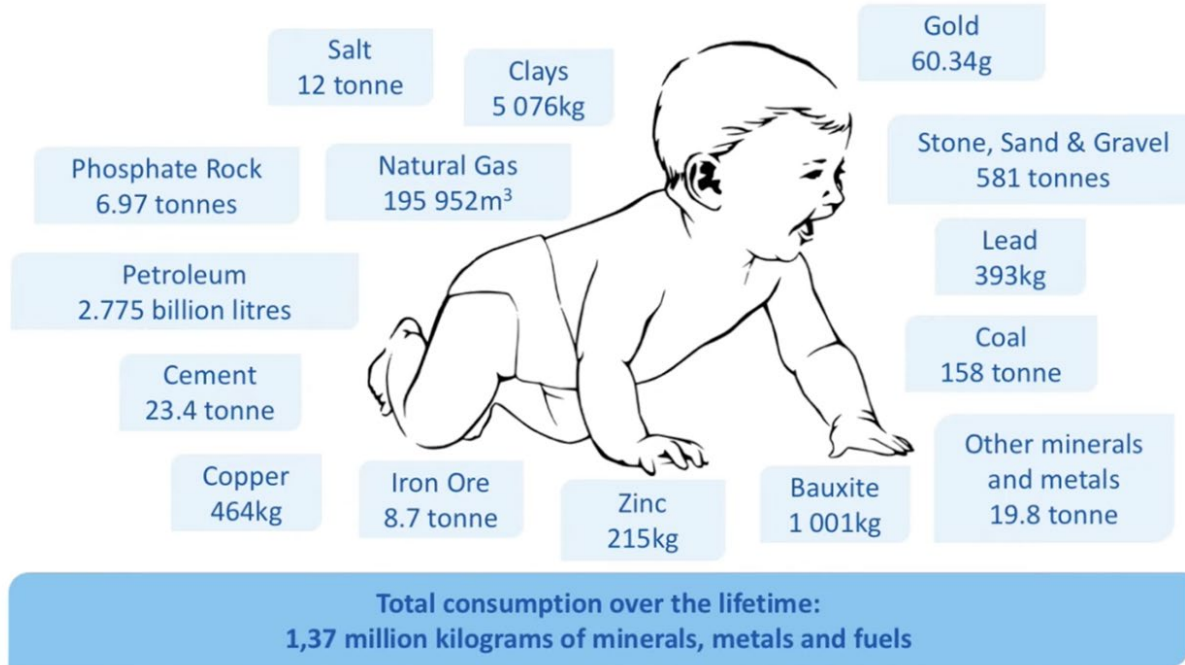 Salt
12 tonne
Clays
5 076kg
Gold
60.34g
Phosphate Rock
6.97 tonnes
Natural Gas
195 952m³
Stone, Sand & Gravel
581 tonnes
Petroleum
2.775 billion litres
Lead
393kg
Cement
23.4 tonne
Coal
158 tonne
Copper
464kg
Iron Ore
8.7 tonne
Zinc
215kg
Bauxite
1 001kg
Other minerals
and metals
19.8 tonne
Total consumption over the lifetime:
1,37 million kilograms of minerals, metals and fuels